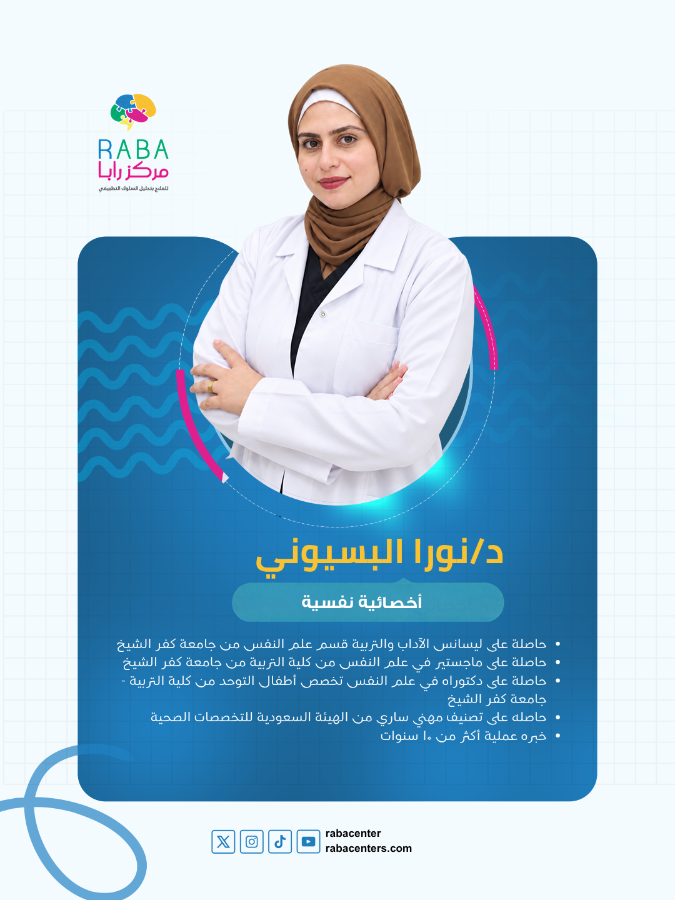 RABA
مركز رابا
للعلاج بتحليل السلوك التطبيقي
د/نورا البسيوني
أخصائية نفسية
• حاصلة على ليسانس الآداب والتربية قسم علم النفس من جامعة كفر الشيخ
• حاصلة على ماجستير في علم النفس من كلية التربية من جامعة كفر الشيخ
• حاصلة على دكتوراه في علم النفس تخصص أطفال التوحد من كلية التربية -
جامعة كفر الشيخ
• حاصله على تصنيف مهني ساري من الهيئة السعودية للتخصصات الصحية
• خبره عملية أكثر من ١٠ سنوات
rabacenter
rabacenters.com